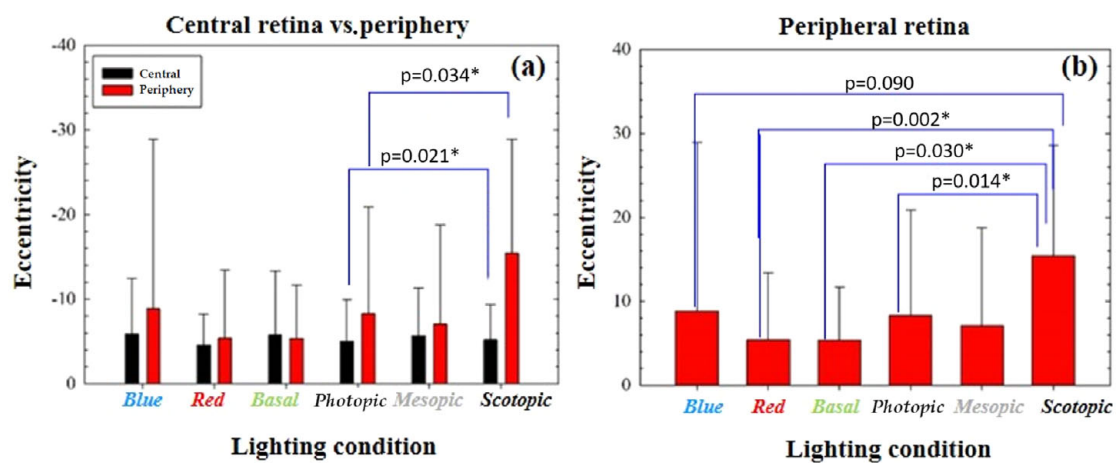 Central retina vs.periphery
(a)
-40
-30
-20
-10
0
Eccentricity
Central
Periphery
p=0.034*
p=0.021*
Blue Red Basal Photopic Mesopic Scotopic
Lighting condition
Peripheral retina
(b)
40
30
20
10
0
Eccentricity
p=0.090
p=0.002*
p=0.030*
p=0.014*
Blue Red Basal Photopic Mesopic Scotopic
Lighting condition